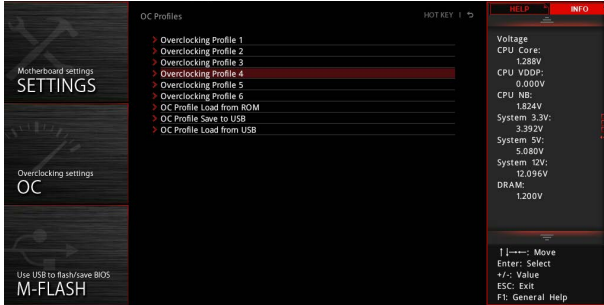 OC Profiles
HOT KEY |
HELP
INFO
Motherboard settings
SETTINGS
Overclocking settings
OC
Use USB to flash/save BIOS
M-FLASH
Overclocking Profile 1
Overclocking Profile 2
Overclocking Profile 3
Overclocking Profile 4
Overclocking Profile 5
Overclocking Profile 6
OC Profile Load from ROM
OC Profile Save to USB
OC Profile Load from USB
Voltage
CPU Core:
1.288V
CPU VDDP:
0.000V
CPU NB:
1.824V
System 3.3V:
3.392V
System 5V:
5.080V
System 12V:
12.096V
DRAM:
1.200V
↑↓→←: Move
Enter: Select
+/-: Value
ESC: Exit
F1: General Help